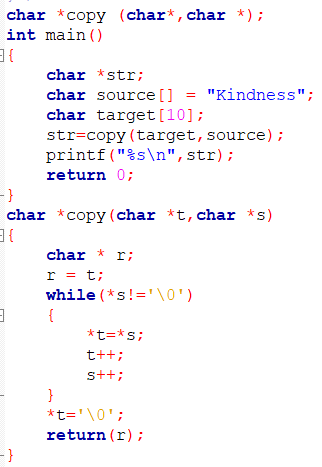 char *copy (char*,char *);
int main()
{
    char *str;
    char source[] = "Kindness";
    char target[10];
    str=copy(target,source);
    printf("%s\n",str);
    return 0;
}
char *copy(char *t,char *s)
{
    char * r;
    r = t;
    while(*s!='\0')
    {
        *t=*s;
        t++;
        s++;
    }
    *t='\0';
    return(r);
}